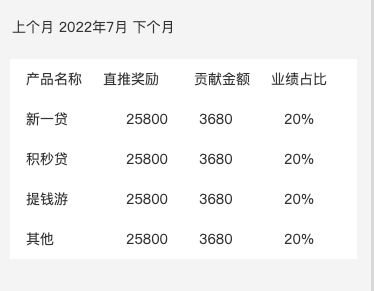 上个月 2022年7月 下个月
产品名称 直推奖励 贡献金额 业绩占比
新一贷 25800 3680 20%
积秒贷 25800 3680 20%
提钱游 25800 3680 20%
其他 25800 3680 20%